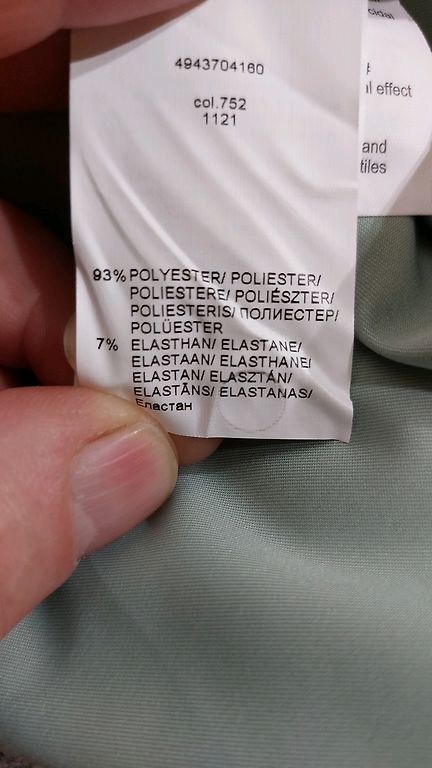 4943704160
col.752
1121
93% POLYESTER/ POLIESTER/
POLIESTERE/ POLIÉSZTER/
POLIESTERIS/ ПОЛИЕСТЕР/
POLÜESTER
7% ELASTHAN/ ELASTANE/
ELASTAAN/ ELASTHANE/
ELASTAN/ ELASZTÁN/
ELASTĀNS/ ELASTANAS/
Еластан
effect
and